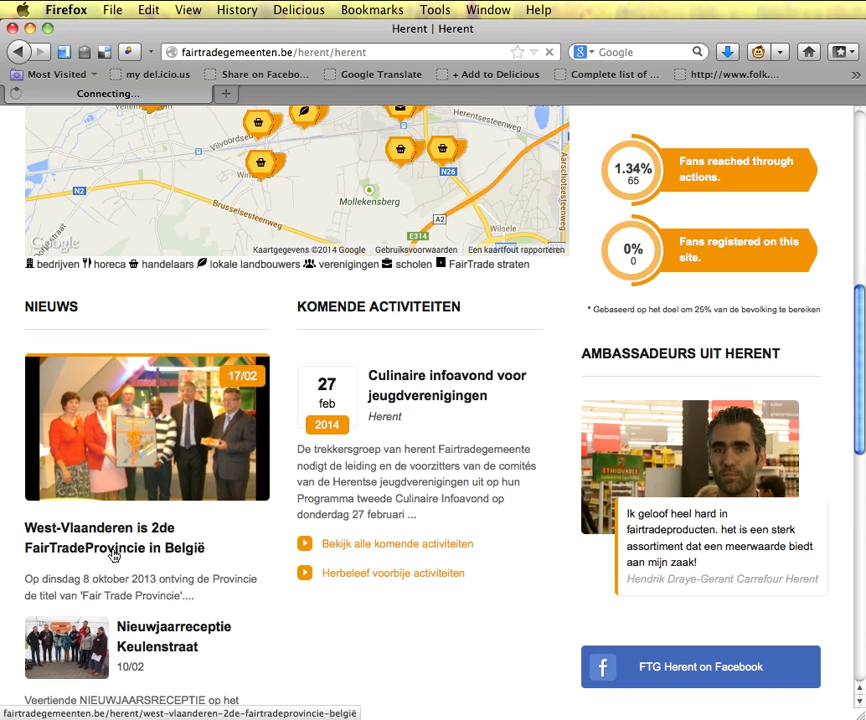 Firefox File Edit View History Delicious Bookmarks Tools Window Help
Herent | Herent
fairtradegemeenten.be/herent/herent
Google
Most Visited
my del.icio.us
Share on Facebo...
Google Translate
+ Add to Delicious
Complete list of ...
http://www.folk....
Connecting...
Vilvoordsew
Herentsesteenweg
N26
Win
Mollekensberg
N2
Brusselsesteenweg
A2
E314
Wilsele
Aarschotsesteenweg
Google
Kaartgegevens ©2014 Google
Gebruiksvoorwaarden
Een kaartfout rapporteren
bedrijven horeca handelaars lokale landbouwers verenigingen scholen FairTrade straten
1.34%
65
Fans reached through
actions.
0%
0
Fans registered on this
site.
* Gebaseerd op het doel om 25% van de bevolking te bereiken
NIEUWS
17/02
West-Vlaanderen is 2de
FairTradeProvincie in België
Op dinsdag 8 oktober 2013 ontving de Provincie
de titel van 'Fair Trade Provincie'....
Nieuwjaarreceptie
Keulenstraat
10/02
Veertiende NIEUWJAARSRECEPTIE op het
KOMENDE ACTIVITEITEN
27
feb
2014
Culinaire infoavond voor
jeugdverenigingen
Herent
De trekkersgroep van herent Fairtradegemeente
nodigt de leiding en de voorzitters van de comités
van de Herentse jeugdverenigingen uit op hun
Programma tweede Culinaire Infoavond op
donderdag 27 februari ...
Bekijk alle komende activiteiten
Herbeleef voorbije activiteiten
AMBASSADEURS UIT HERENT
ETHIQUABLE
Ik geloof heel hard in
fairtradeproducten. het is een sterk
assortiment dat een meerwaarde biedt
aan mijn zaak!
Hendrik Draye-Gerant Carrefour Herent
FTG Herent on Facebook
fairtradegemeenten.be/herent/west-vlaanderen-2de-fairtradeprovincie-belgië